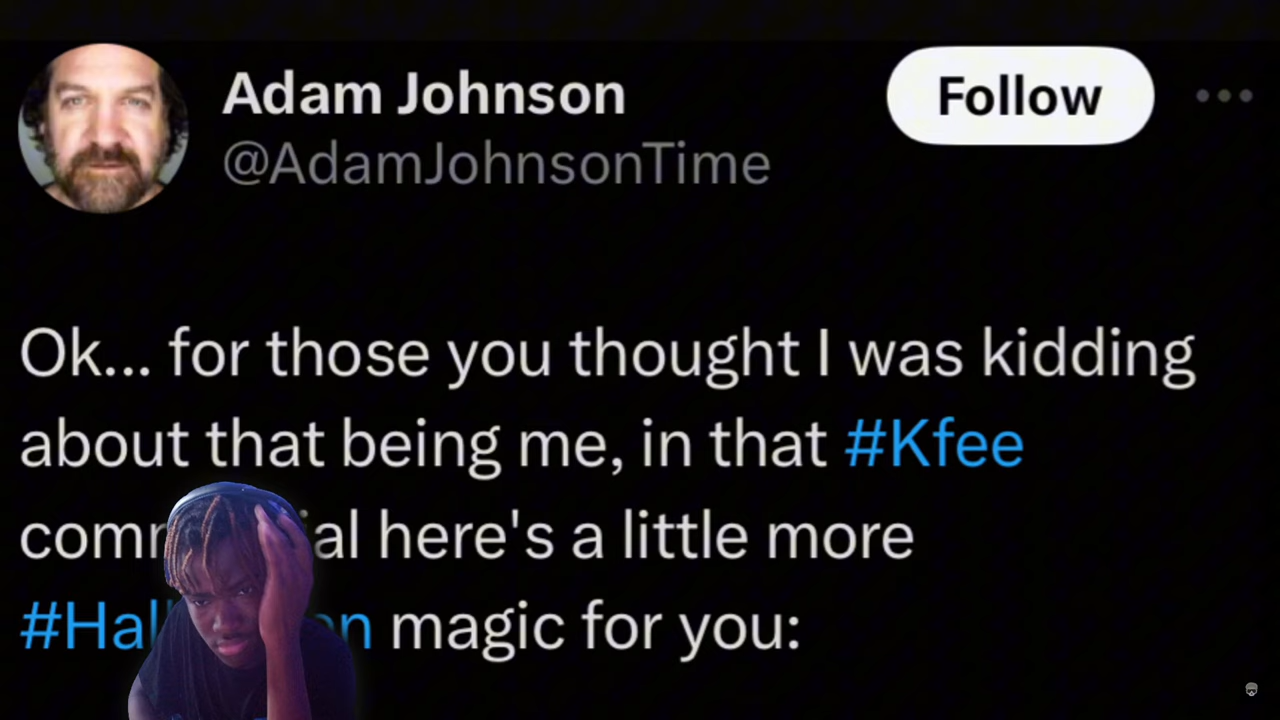 Adam Johnson
Follow
@AdamJohnsonTime
Ok... for those you thought I was kidding
about that being me, in that #Kfee
here's a little more
magic for you: